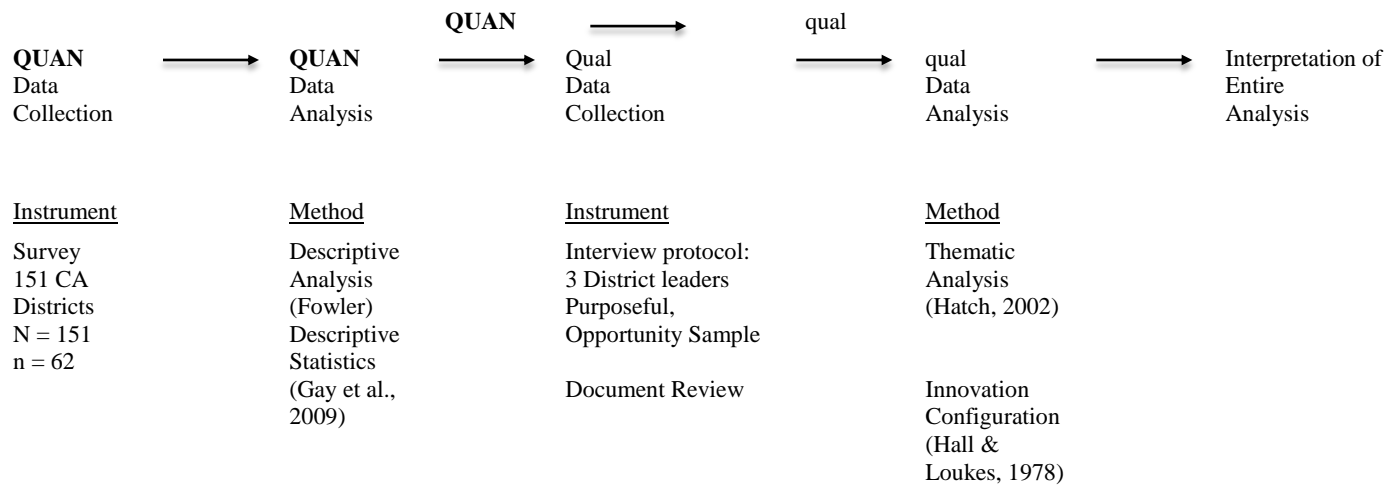 QUAN qual
QUAN
Data
Collection
QUAN
Data
Analysis
Qual
Data
Collection
qual
Data
Analysis
Interpretation of
Entire
Analysis
Instrument
Survey
151 CA
Districts
N = 151
n = 62
Method
Descriptive
Analysis
(Fowler)
Descriptive
Statistics
(Gay et al.,
2009)
Instrument
Interview protocol:
3 District leaders
Purposeful,
Opportunity Sample
Document Review
Method
Thematic
Analysis
(Hatch, 2002)
Innovation
Configuration
(Hall &
Loukes, 1978)